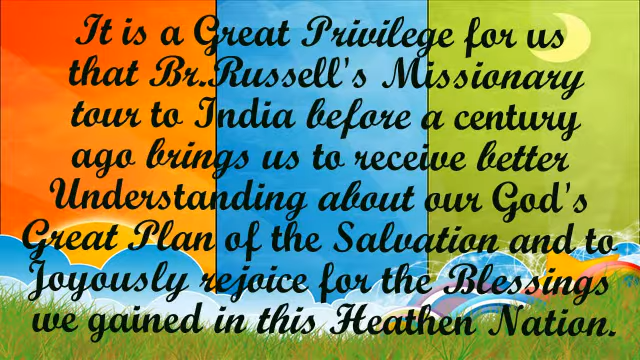 It is a Great Privilege for us
that Br.Russell's Missionary
tour to India before a century
ago brings us to receive better
Understanding about our God's
Great Plan of the Salvation and to
Joyously rejoice for the Blessings
we gained in this Heathen Nation.